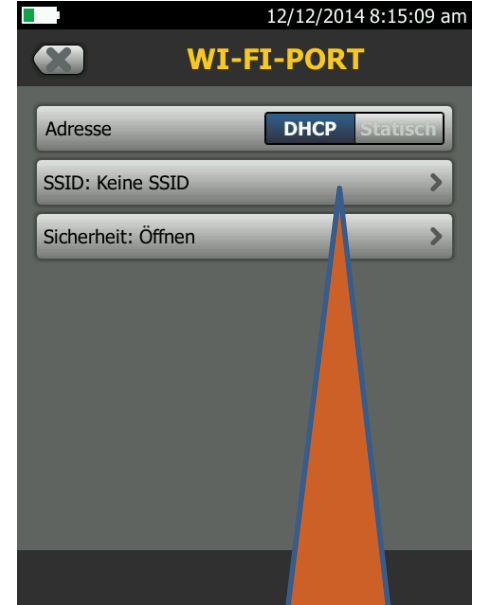 12/12/2014 8:15:09 am
WI-FI-PORT
Adresse DHCP Statisch
SSID: Keine SSID
Sicherheit: Öffnen